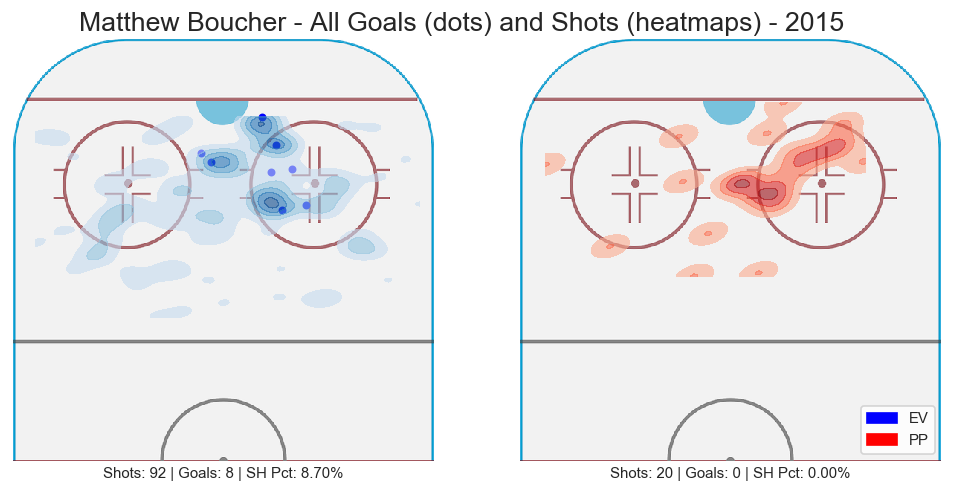 Matthew Boucher - All Goals (dots) and Shots (heatmaps) - 2015
EV
PP
Shots: 92 | Goals: 8 | SH Pct: 8.70%
Shots: 20 | Goals: 0 | SH Pct: 0.00%